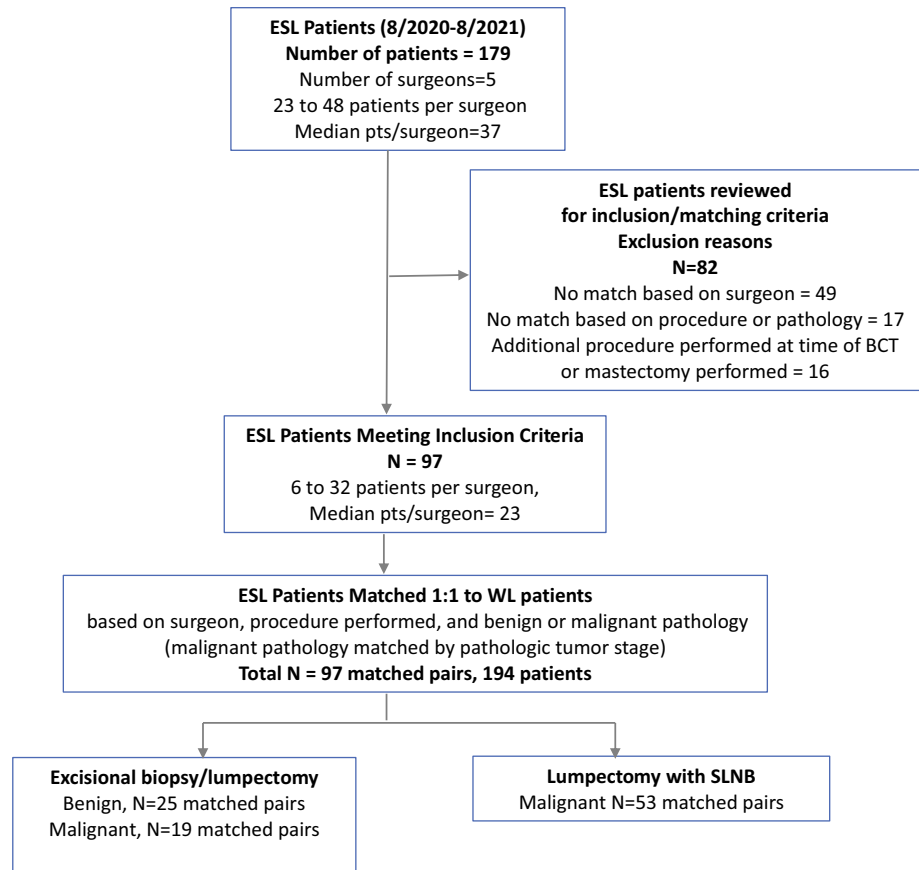 ESL Patients (8/2020-8/2021)
Number of patients = 179
Number of surgeons=5
23 to 48 patients per surgeon
Median pts/surgeon=37
ESL patients reviewed
for inclusion/matching criteria
Exclusion reasons
N=82
No match based on surgeon = 49
No match based on procedure or pathology = 17
Additional procedure performed at time of BCT
or mastectomy performed = 16
ESL Patients Meeting Inclusion Criteria
N = 97
6 to 32 patients per surgeon,
Median pts/surgeon= 23
ESL Patients Matched 1:1 to WL patients
based on surgeon, procedure performed, and benign or malignant pathology
(malignant pathology matched by pathologic tumor stage)
Total N = 97 matched pairs, 194 patients
Excisional biopsy/lumpectomy
Benign, N=25 matched pairs
Malignant, N=19 matched pairs
Lumpectomy with SLNB
Malignant N=53 matched pairs